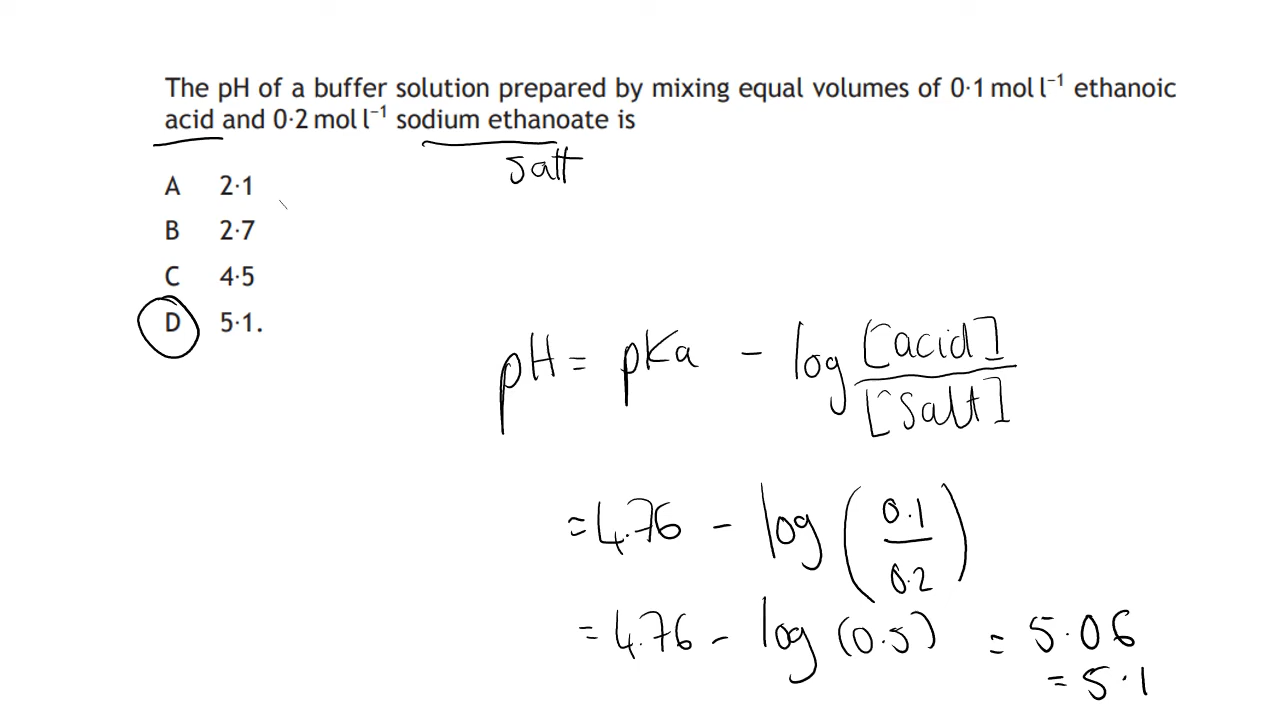 The pH of a buffer solution prepared by mixing equal volumes of 0·1 mol l⁻¹ ethanoic
acid and 0·2 mol l⁻¹ sodium ethanoate is
salt
A 2·1
B 2·7
C 4·5
D 5·1.
pH = pKa - log [acid]/[salt]
= 4.76 - log (0.1/0.2)
= 4.76 - log (0.5) = 5.06
= 5.1